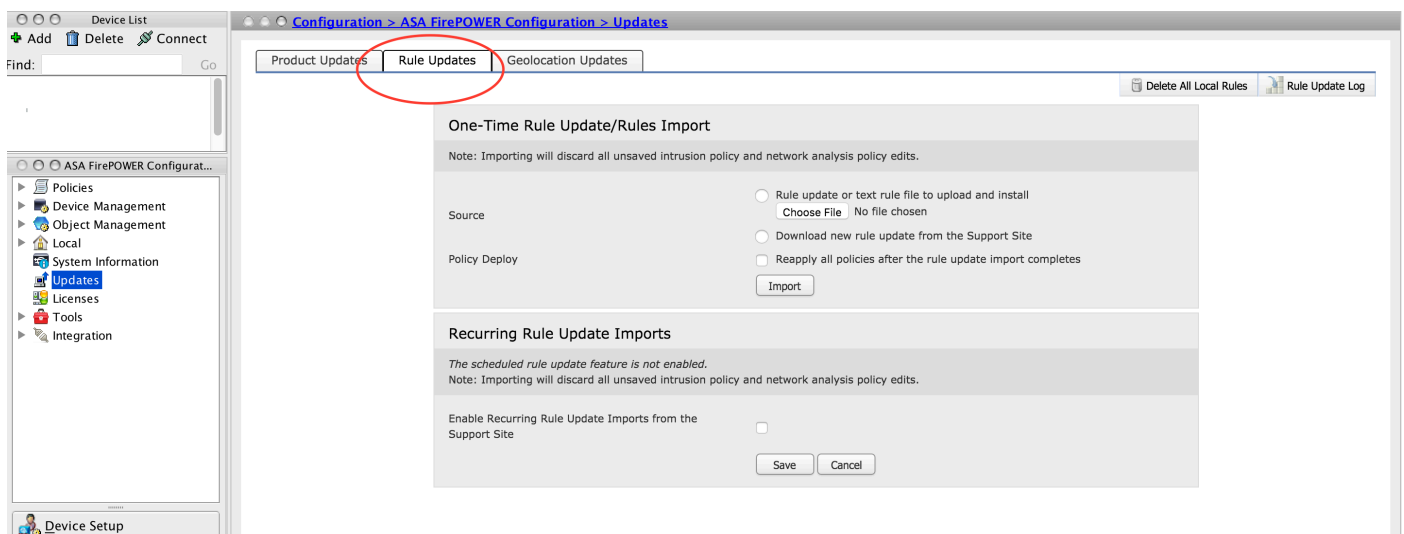 Device List
Configuration > ASA FirePOWER Configuration > Updates
Add Delete Connect
Find: Go
Product Updates Rule Updates Geolocation Updates
Delete All Local Rules Rule Update Log
One-Time Rule Update/Rules Import
Note: Importing will discard all unsaved intrusion policy and network analysis policy edits.
Source
Rule update or text rule file to upload and install
Choose File No file chosen
Download new rule update from the Support Site
Policy Deploy
Reapply all policies after the rule update import completes
Import
Recurring Rule Update Imports
The scheduled rule update feature is not enabled.
Note: Importing will discard all unsaved intrusion policy and network analysis policy edits.
Enable Recurring Rule Update Imports from the
Support Site
Save Cancel
ASA FirePOWER Configurat...
Policies
Device Management
Object Management
Local
System Information
Updates
Licenses
Tools
Integration
Device Setup